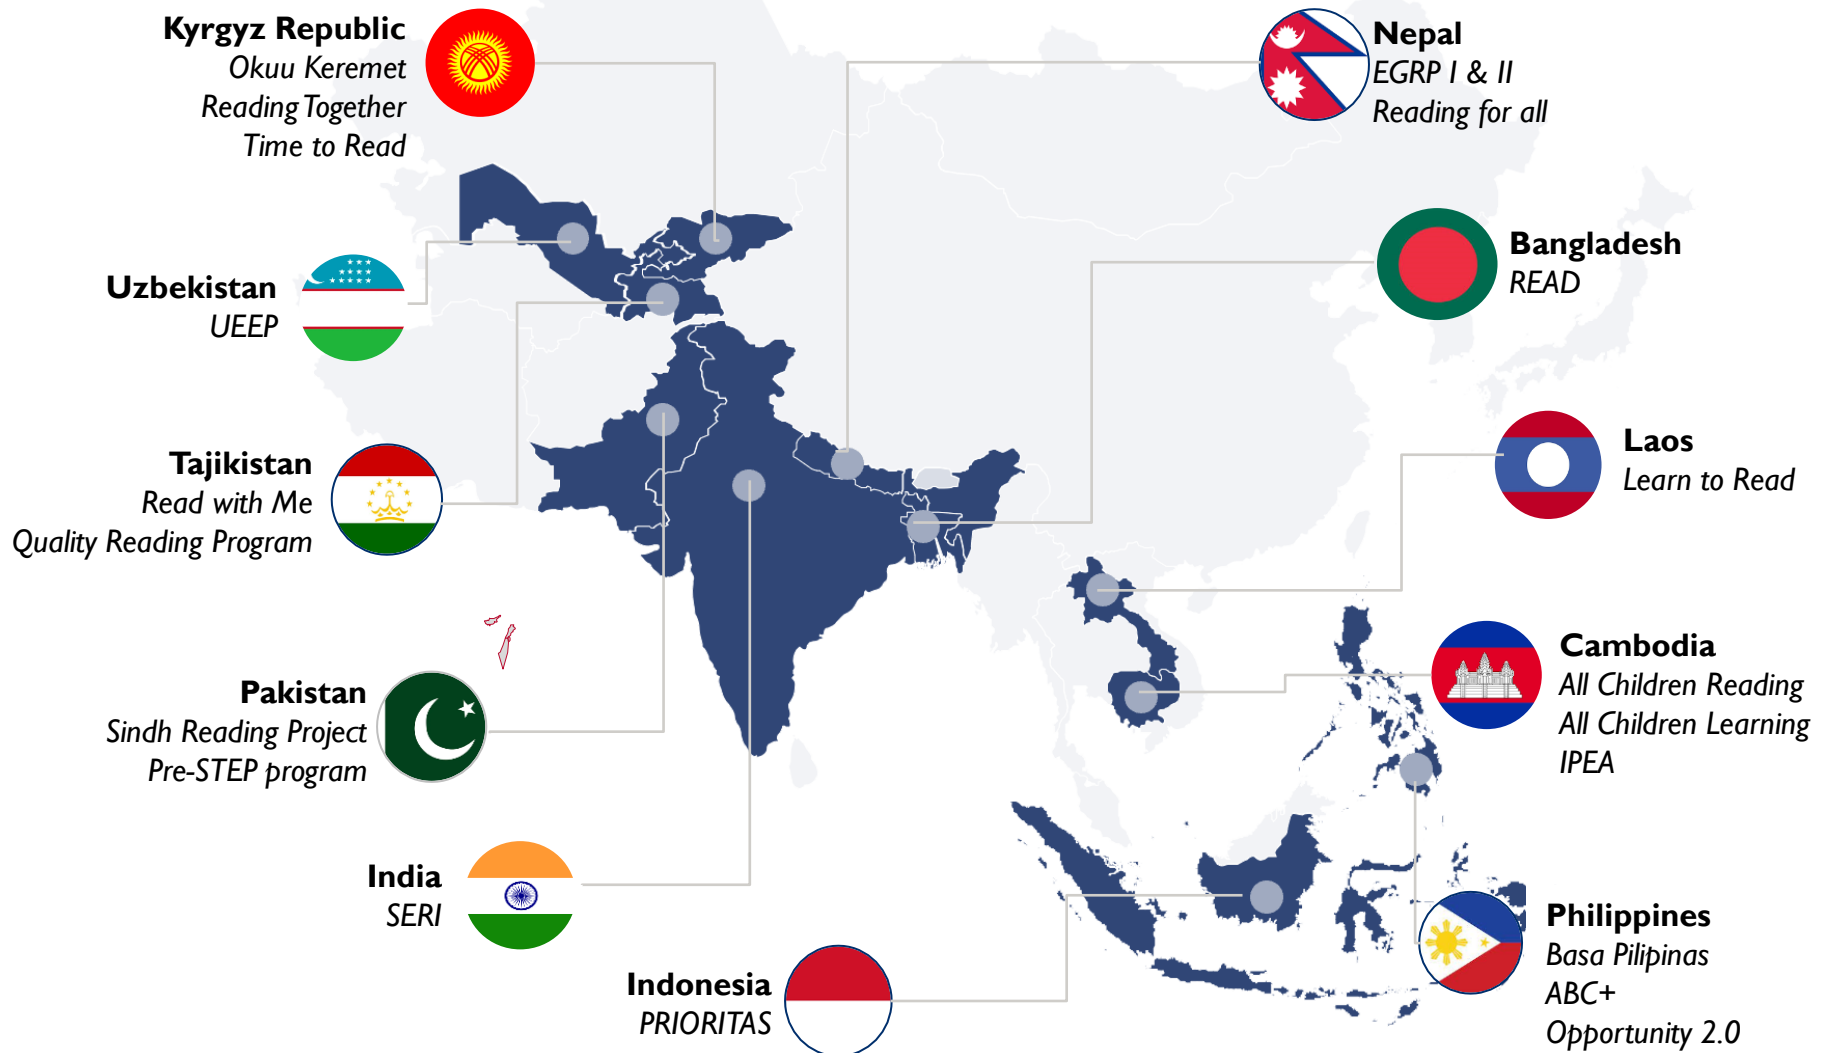 Kyrgyz Republic
Okuu Keremet
Reading Together
Time to Read
Nepal
EGRP I & II
Reading for all
Uzbekistan
UEEP
Bangladesh
READ
Tajikistan
Read with Me
Quality Reading Program
Laos
Learn to Read
Pakistan
Sindh Reading Project
Pre-STEP program
Cambodia
All Children Reading
All Children Learning
IPEA
India
SERI
Indonesia
PRIORITAS
Philippines
Basa Pilipinas
ABC+
Opportunity 2.0